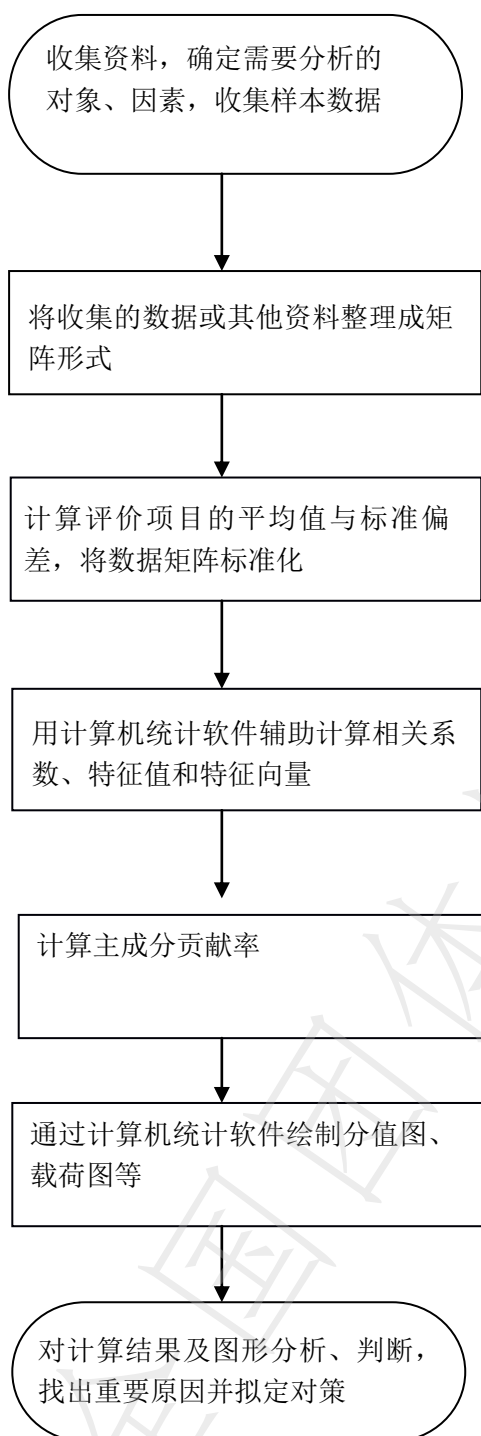 收集资料，确定需要分析的
对象、因素，收集样本数据
将收集的数据或其他资料整理成矩
阵形式
计算评价项目的平均值与标准偏
差，将数据矩阵标准化
用计算机统计软件辅助计算相关系
数、特征值和特征向量
计算主成分贡献率
通过计算机统计软件绘制分值图、
载荷图等
对计算结果及图形分析、判断，
找出重要原因并拟定对策
全国团体